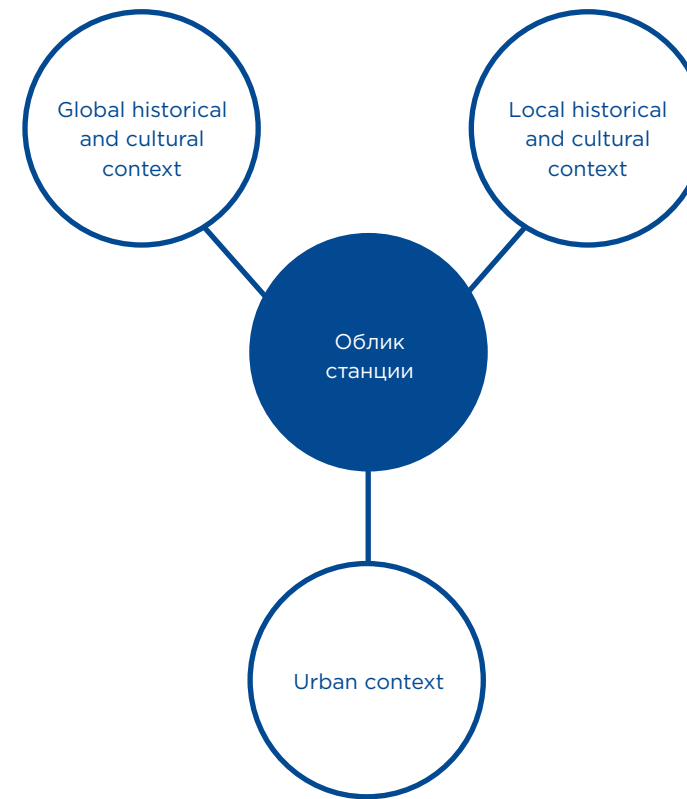 Global historical
and cultural
context
Local historical
and cultural
context
Облик
станции
Urban context